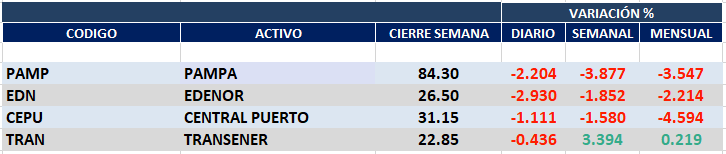 VARIACIÓN %
CODIGO ACTIVO CIERRE SEMANA DIARIO SEMANAL MENSUAL
PAMP PAMPA 84.30 -2.204 -3.877 -3.547
EDN EDENOR 26.50 -2.930 -1.852 -2.214
CEPU CENTRAL PUERTO 31.15 -1.111 -1.580 -4.594
TRAN TRANSENER 22.85 -0.436 3.394 0.219